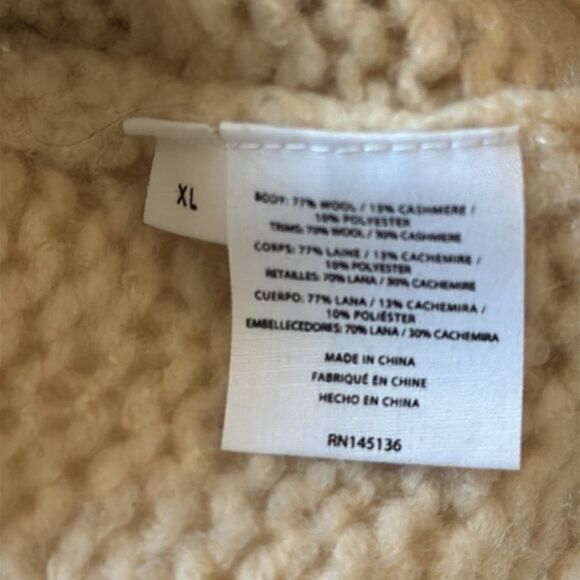 XL
BODY: 77% WOOL / 13% CASHMERE /
10% POLYESTER
TRIMS: 70% WOOL / 30% CASHMERE
CORPS: 77% LAINE / 13% CACHEMIRE /
10% POLYESTER
RETAILLES: 70% LANA / 30% CACHEMIRE
CUERPO: 77% LANA / 13% CACHEMIRA /
10% POLIÉSTER
EMBELLECEDORES: 70% LANA / 30% CACHEMIRA
MADE IN CHINA
FABRIQUÉ EN CHINE
HECHO EN CHINA
RN145136